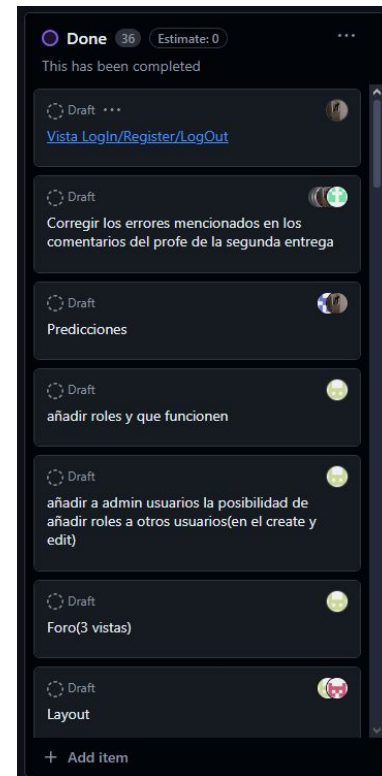 Done 36 Estimate: 0 ...
This has been completed
Draft ...
Vista LogIn/Register/LogOut
Draft
Corregir los errores mencionados en los
comentarios del profe de la segunda entrega
Draft
Predicciones
Draft
añadir roles y que funcionen
Draft
añadir a admin usuarios la posibilidad de
añadir roles a otros usuarios(en el create y
edit)
Draft
Foro(3 vistas)
Draft
Layout
+ Add item